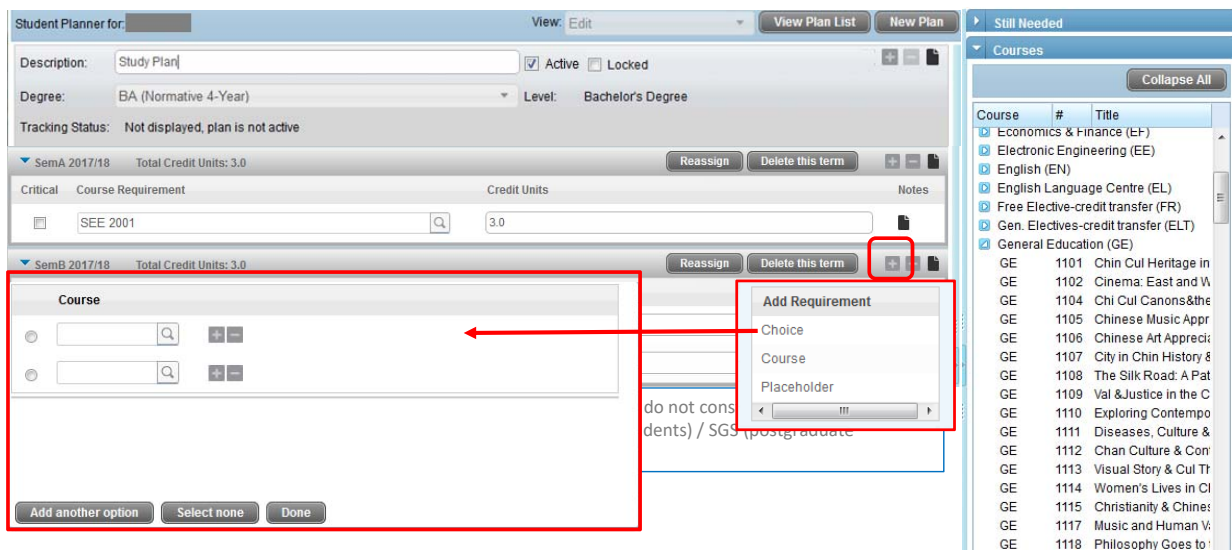 Student Planner for:
View: Edit
View Plan List
New Plan
Description: Study Plan
Active
Locked
Degree: BA (Normative 4-Year)
Level: Bachelor's Degree
Tracking Status: Not displayed, plan is not active
SemA 2017/18 Total Credit Units: 3.0
Reassign
Delete this term
Critical Course Requirement Credit Units Notes
SEE 2001 3.0
SemB 2017/18 Total Credit Units: 3.0
Reassign
Delete this term
Course
Add Requirement
Choice
Course
Placeholder
do not cons
dents) / SGS (postgraduate
Add another option
Select none
Done
Still Needed
Courses
Collapse All
Course # Title
Economics & Finance (EF)
Electronic Engineering (EE)
English (EN)
English Language Centre (EL)
Free Elective-credit transfer (FR)
Gen. Electives-credit transfer (ELT)
General Education (GE)
GE 1101 Chin Cul Heritage in
GE 1102 Cinema: East and W
GE 1104 Chi Cul Canons&the
GE 1105 Chinese Music Appr
GE 1106 Chinese Art Apprecia
GE 1107 City in Chin History &
GE 1108 The Silk Road: A Pat
GE 1109 Val &Justice in the C
GE 1110 Exploring Contempo
GE 1111 Diseases, Culture &
GE 1112 Chan Culture & Con
GE 1113 Visual Story & Cul Th
GE 1114 Women's Lives in C
GE 1115 Christianity & Chines
GE 1117 Music and Human V
GE 1118 Philosophy Goes to